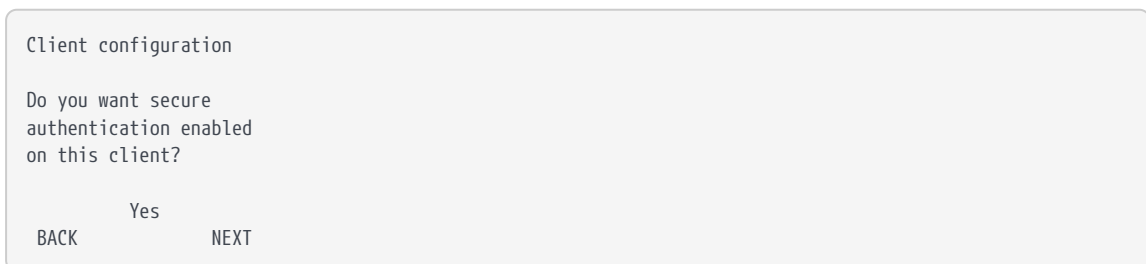 Client configuration
Do you want secure
authentication enabled
on this client?
Yes
BACK NEXT